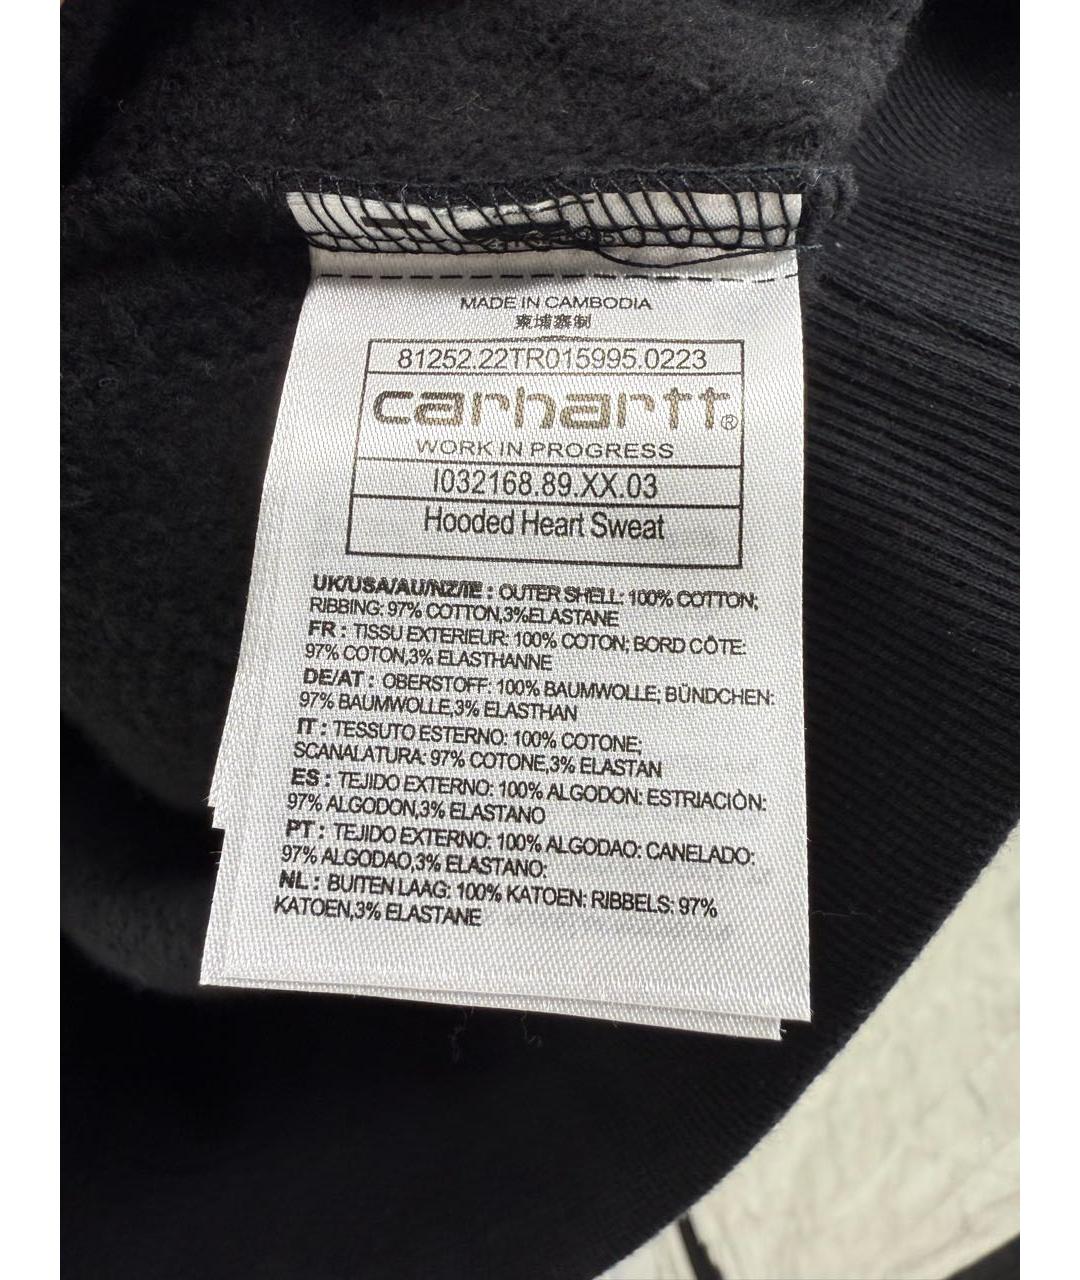 MADE IN CAMBODIA
柬埔寨制
81252.22TR015995.0223
carhartt®
WORK IN PROGRESS
I032168.89.XX.03
Hooded Heart Sweat
UK/USA/AU/NZ/IE : OUTER SHELL: 100% COTTON;
RIBBING: 97% COTTON,3%ELASTANE
FR : TISSU EXTERIEUR: 100% COTON; BORD CÔTE:
97% COTON,3% ELASTHANNE
DE/AT : OBERSTOFF: 100% BAUMWOLLE; BÜNDCHEN:
97% BAUMWOLLE,3% ELASTHAN
IT : TESSUTO ESTERNO: 100% COTONE;
SCANALATURA: 97% COTONE,3% ELASTAN
ES : TEJIDO EXTERNO: 100% ALGODON: ESTRIACIÒN:
97% ALGODON,3% ELASTANO
PT : TEJIDO EXTERNO: 100% ALGODAO: CANELADO:
97% ALGODAO,3% ELASTANO:
NL : BUITEN LAAG: 100% KATOEN: RIBBELS: 97%
KATOEN,3% ELASTANE